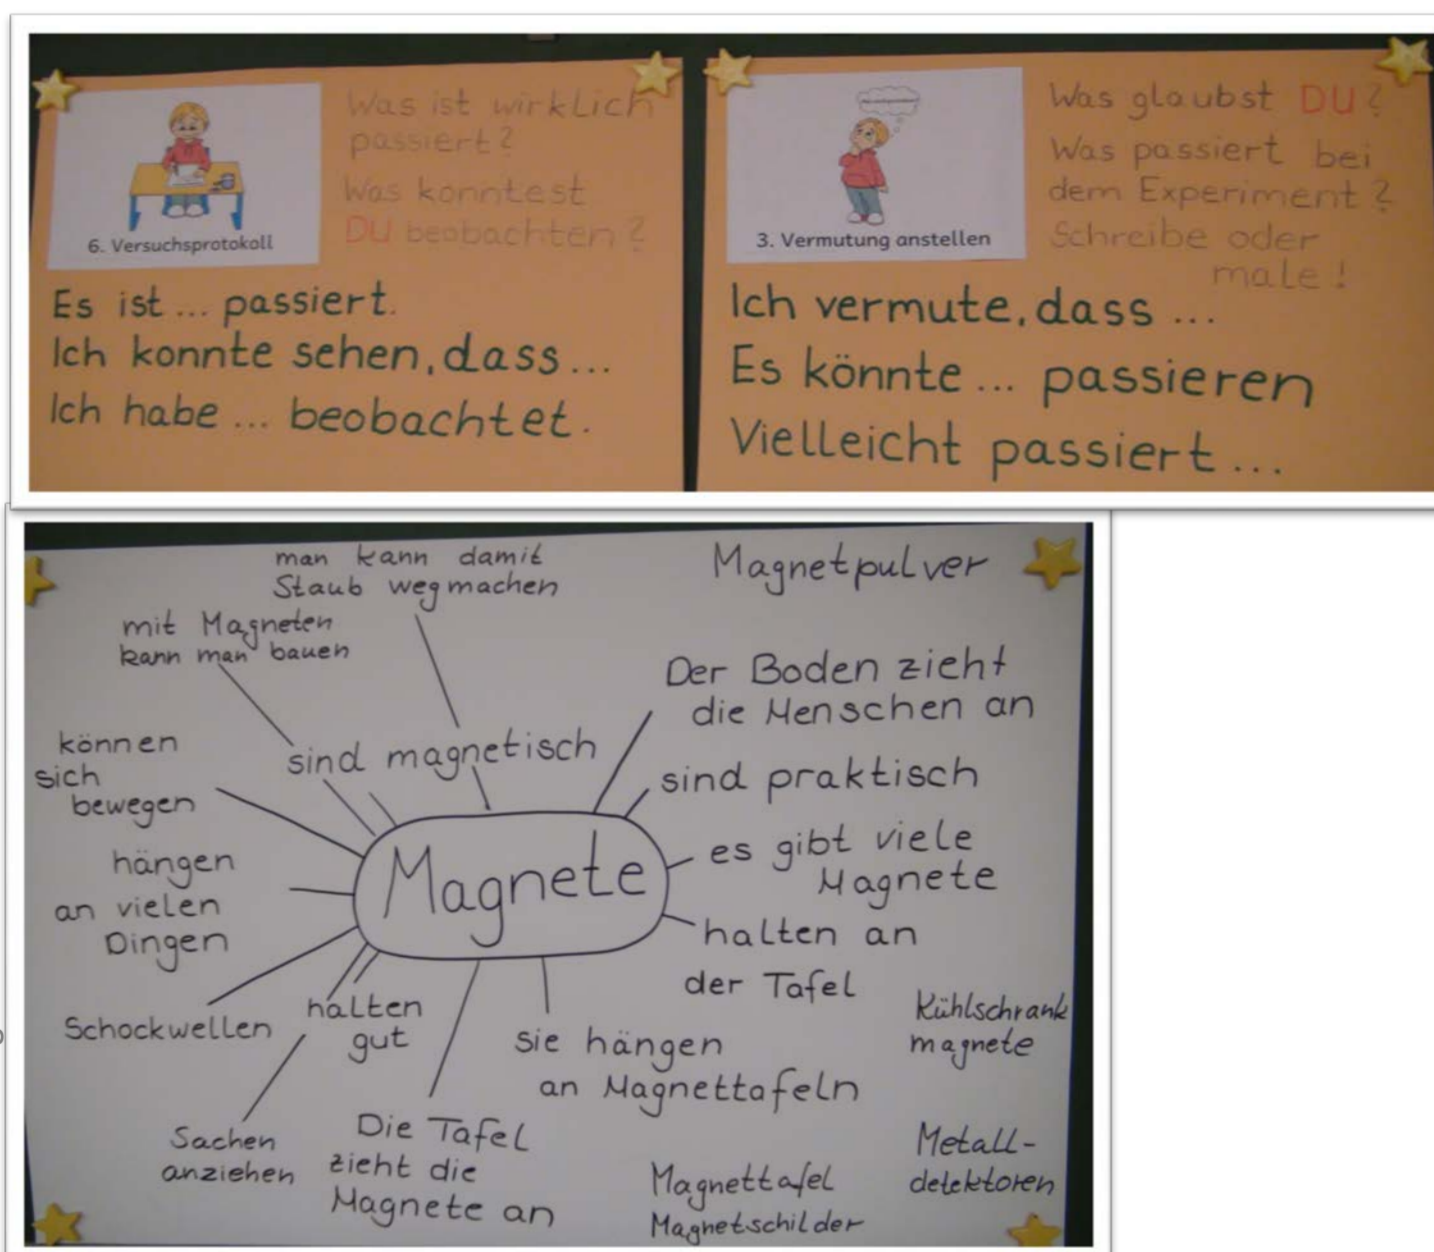 Was ist wirklich
passiert?
Was konntest
DU beobachten?
6. Versuchsprotokoll
Es ist ... passiert.
Ich konnte sehen, dass ...
Ich habe ... beobachtet.
Was glaubst DU?
Was passiert bei
dem Experiment?
Schreibe oder
male!
3. Vermutung anstellen
Ich vermute, dass ...
Es könnte ... passieren
Vielleicht passiert ...
man kann damit
Staub wegmachen
Magnetpulver
mit Magneten
kann man bauen
Der Boden zieht
die Menschen an
können
sich
bewegen
sind magnetisch
sind praktisch
hängen
an vielen
Dingen
Magnete
es gibt viele
Magnete
halten an
der Tafel
Schockwellen
halten
gut
sie hängen
an Magnettafeln
Kühlschrank
magnete
Sachen
anziehen
Die Tafel
zieht die
Magnete an
Magnettafel
Magnetschilder
Metall-
detektoren